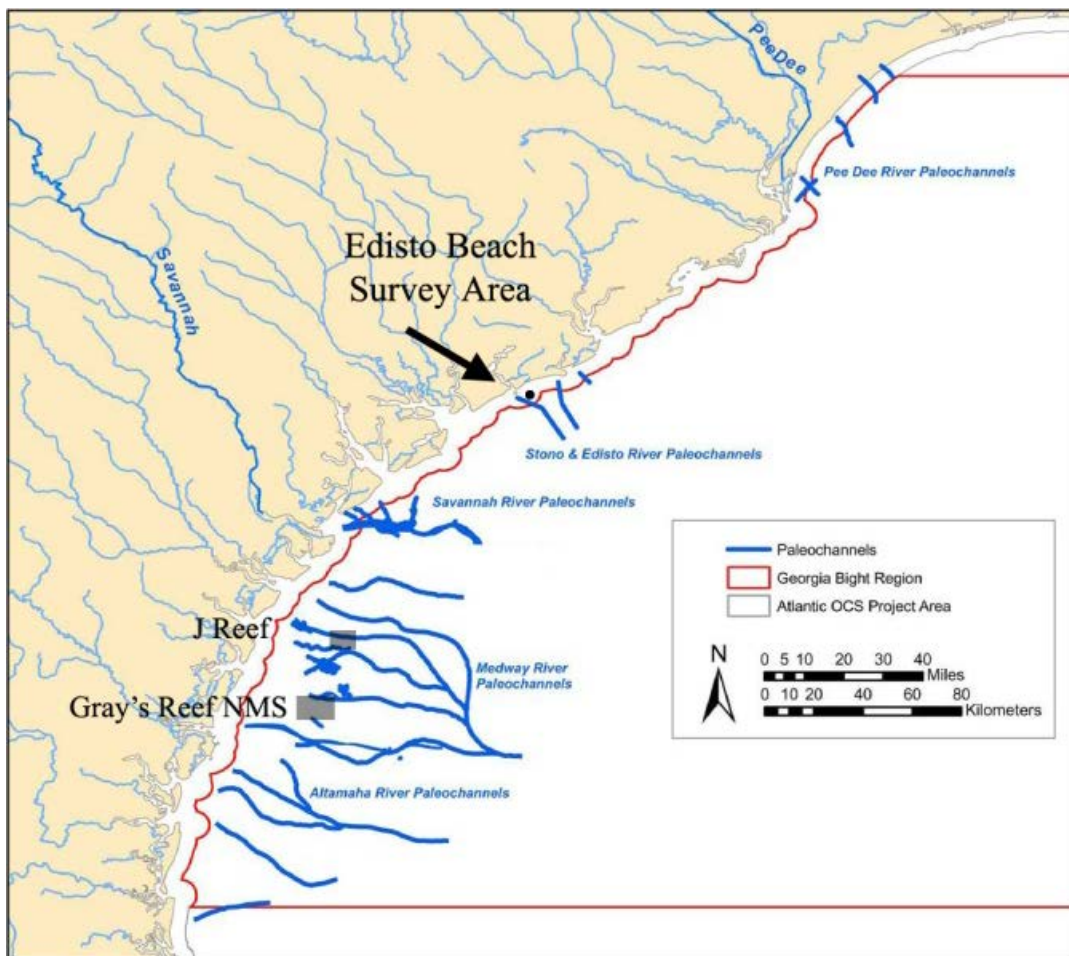 PeeDee
Pee Dee River Paleochannels
Savannah
Edisto Beach
Survey Area
Stono & Edisto River Paleochannels
Savannah River Paleochannels
J Reef
Medway River
Paleochannels
Gray's Reef NMS
Altamaha River Paleochannels
Paleochannels
Georgia Bight Region
Atlantic OCS Project Area
N
0 5 10 20 30 40
Miles
0 10 20 40 60 80
Kilometers